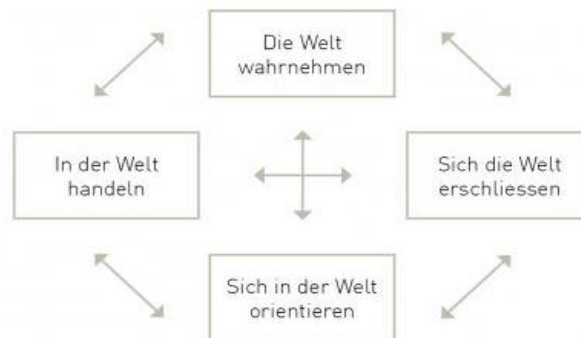 Die Welt
wahrnehmen
In der Welt
handeln
Sich die Welt
erschliessen
Sich in der Welt
orientieren